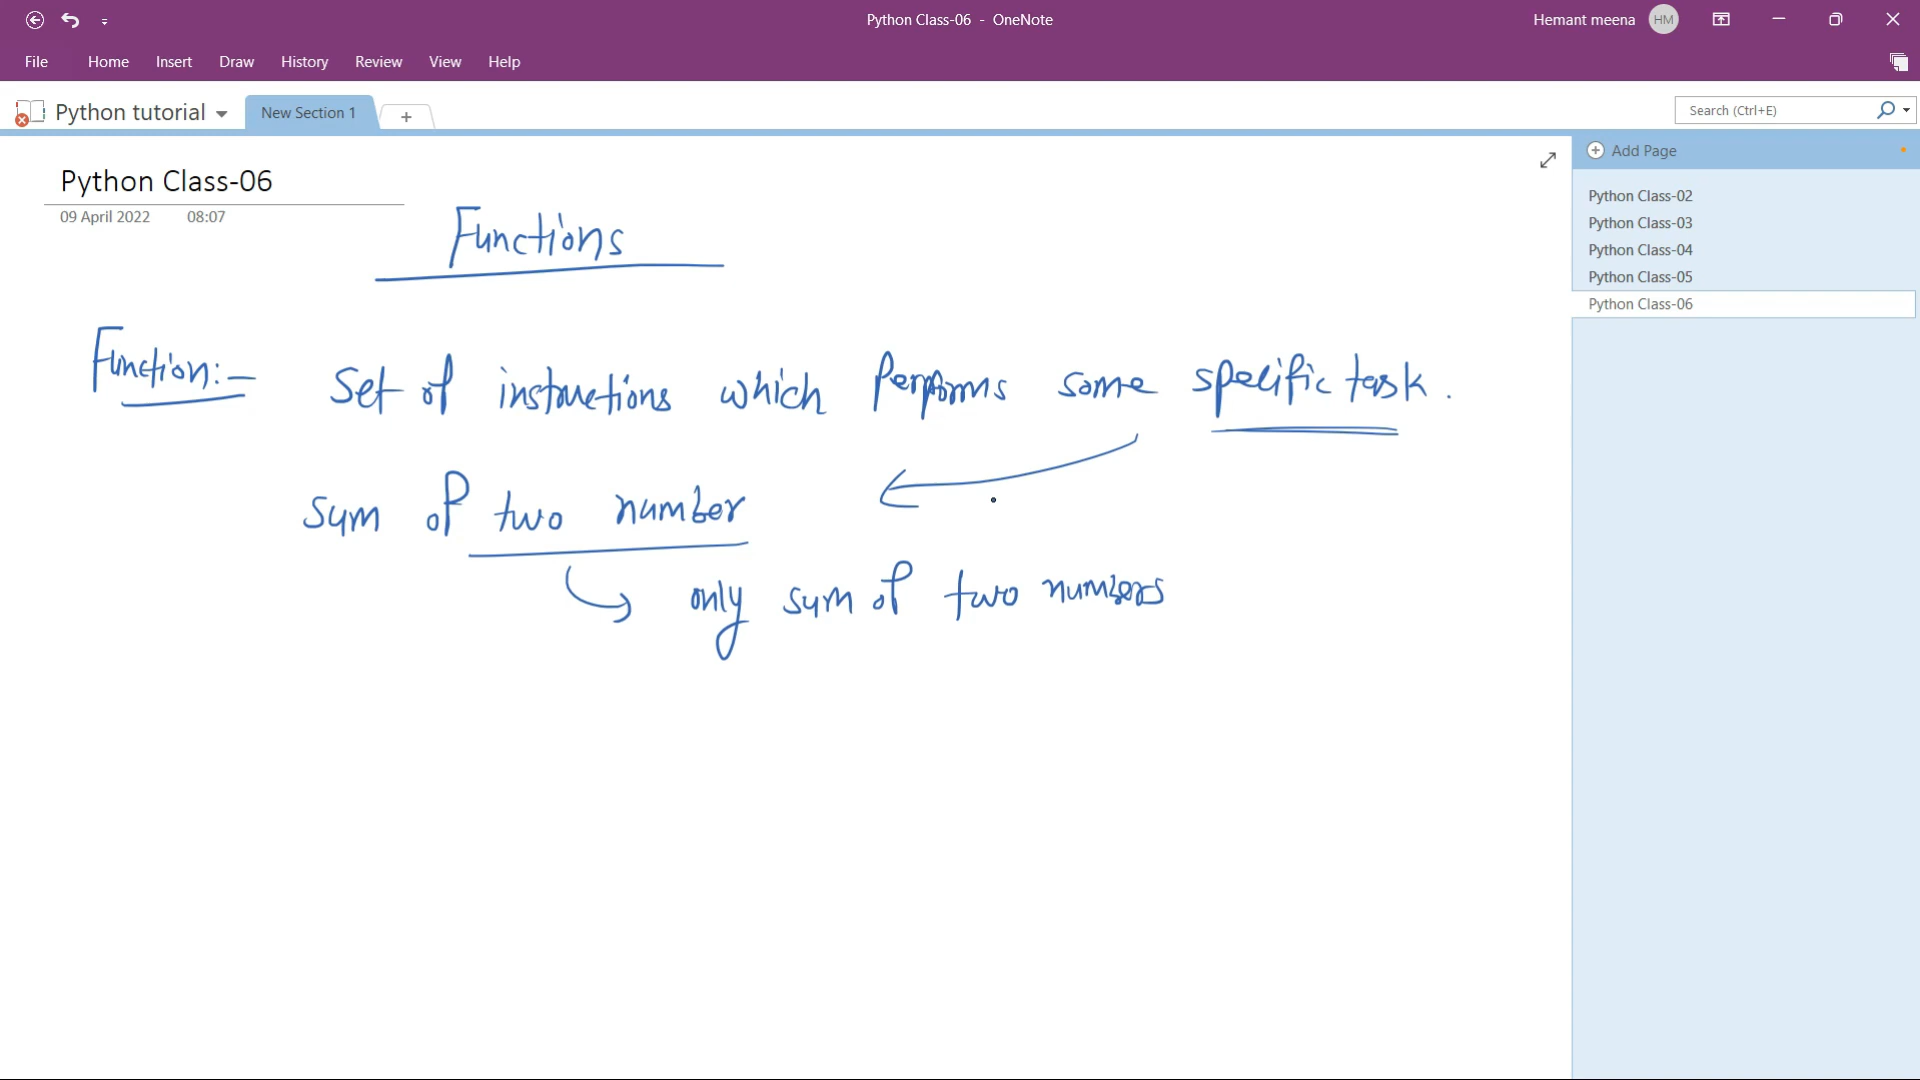 Python Class-06 - OneNote
Hemant meena HM
File Home Insert Draw History Review View Help
Python tutorial New Section 1 +
Search (Ctrl+E)
Add Page
Python Class-02
Python Class-03
Python Class-04
Python Class-05
Python Class-06
Python Class-06
09 April 2022 08:07
Functions
Function:- Set of instructions which Performs some specific task.
sum of two number
only sum of two numbers